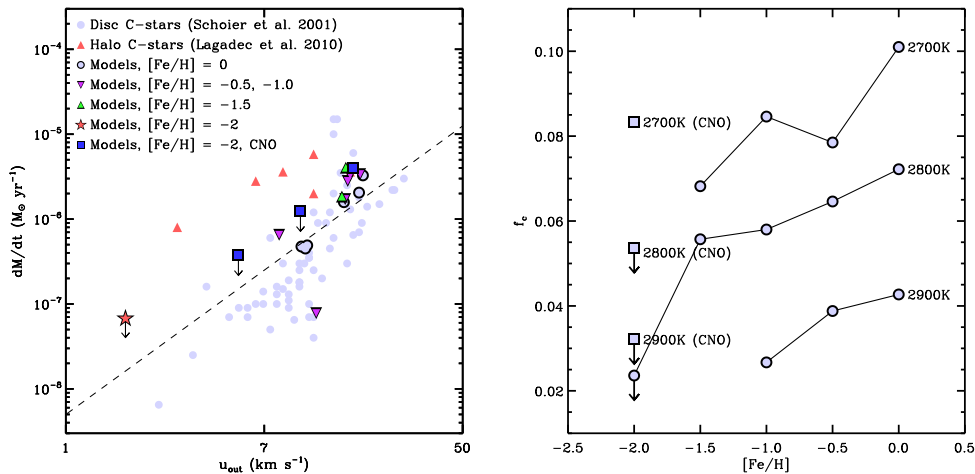 Disc C-stars (Schoier et al. 2001)
Halo C-stars (Lagadec et al. 2010)
Models, [Fe/H] = 0
Models, [Fe/H] = −0.5, −1.0
Models, [Fe/H] = −1.5
Models, [Fe/H] = −2
Models, [Fe/H] = −2, CNO
10⁻⁴
10⁻⁵
10⁻⁶
10⁻⁷
10⁻⁸
dM/dt (M⊙ yr⁻¹)
1
7
50
u_out (km s⁻¹)
0.10
0.08
0.06
0.04
0.02
f_c
2700K
2700K (CNO)
2800K
2800K (CNO)
2900K
2900K (CNO)
−2.5
−2.0
−1.5
−1.0
−0.5
0.0
0.5
[Fe/H]